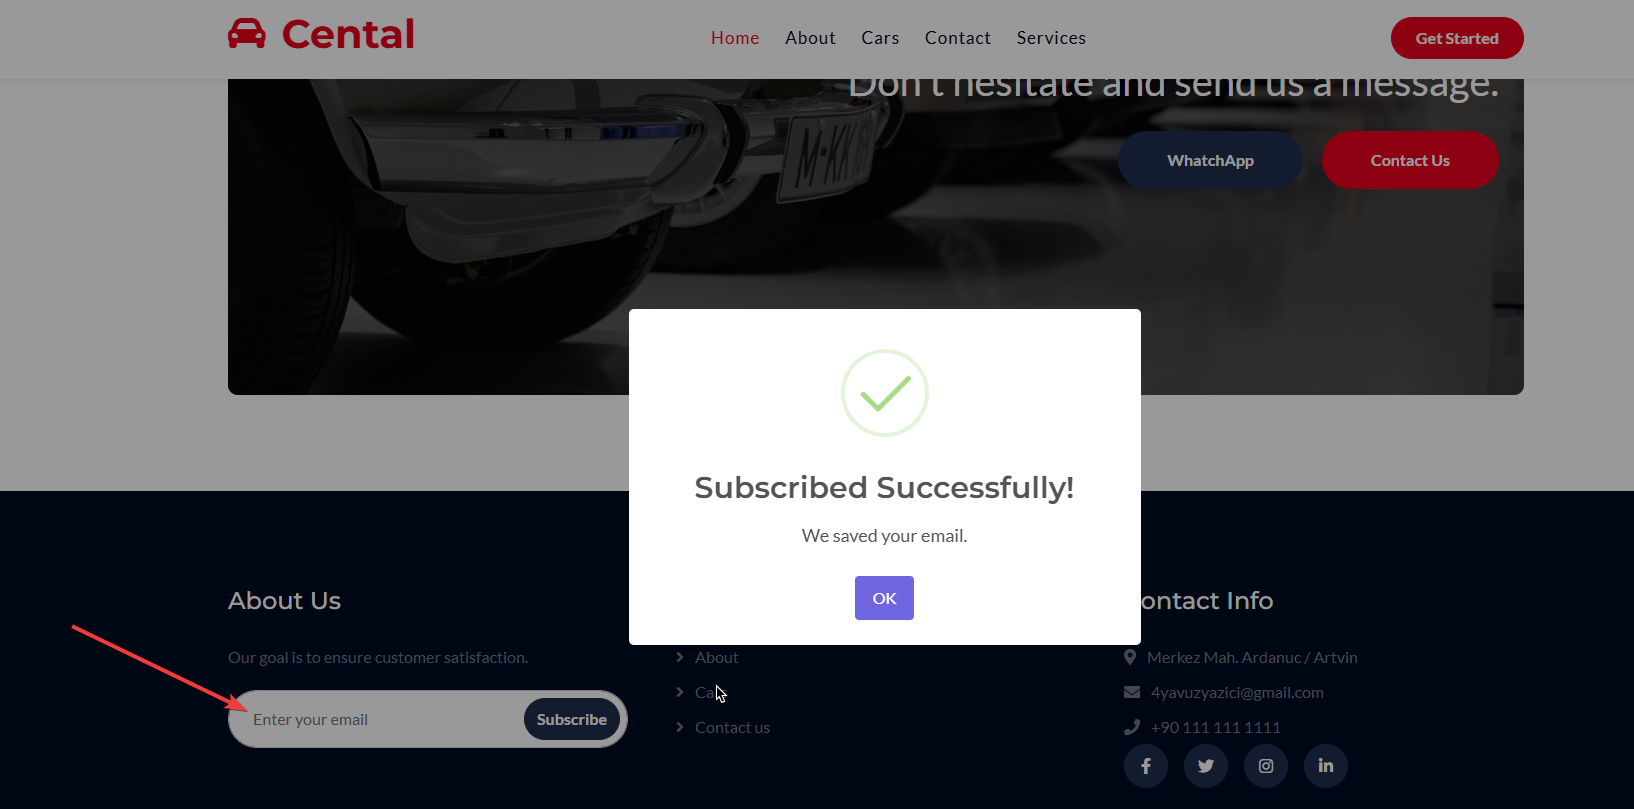 Cental
Home About Cars Contact Services
Get Started
Don't hesitate and send us a message.
WhatchApp
Contact Us
Subscribed Successfully!
We saved your email.
OK
About Us
Our goal is to ensure customer satisfaction.
Enter your email
Subscribe
About
Ca
Contact us
ontact Info
Merkez Mah. Ardanuc / Artvin
4yavuzyazici@gmail.com
+90 111 111 1111